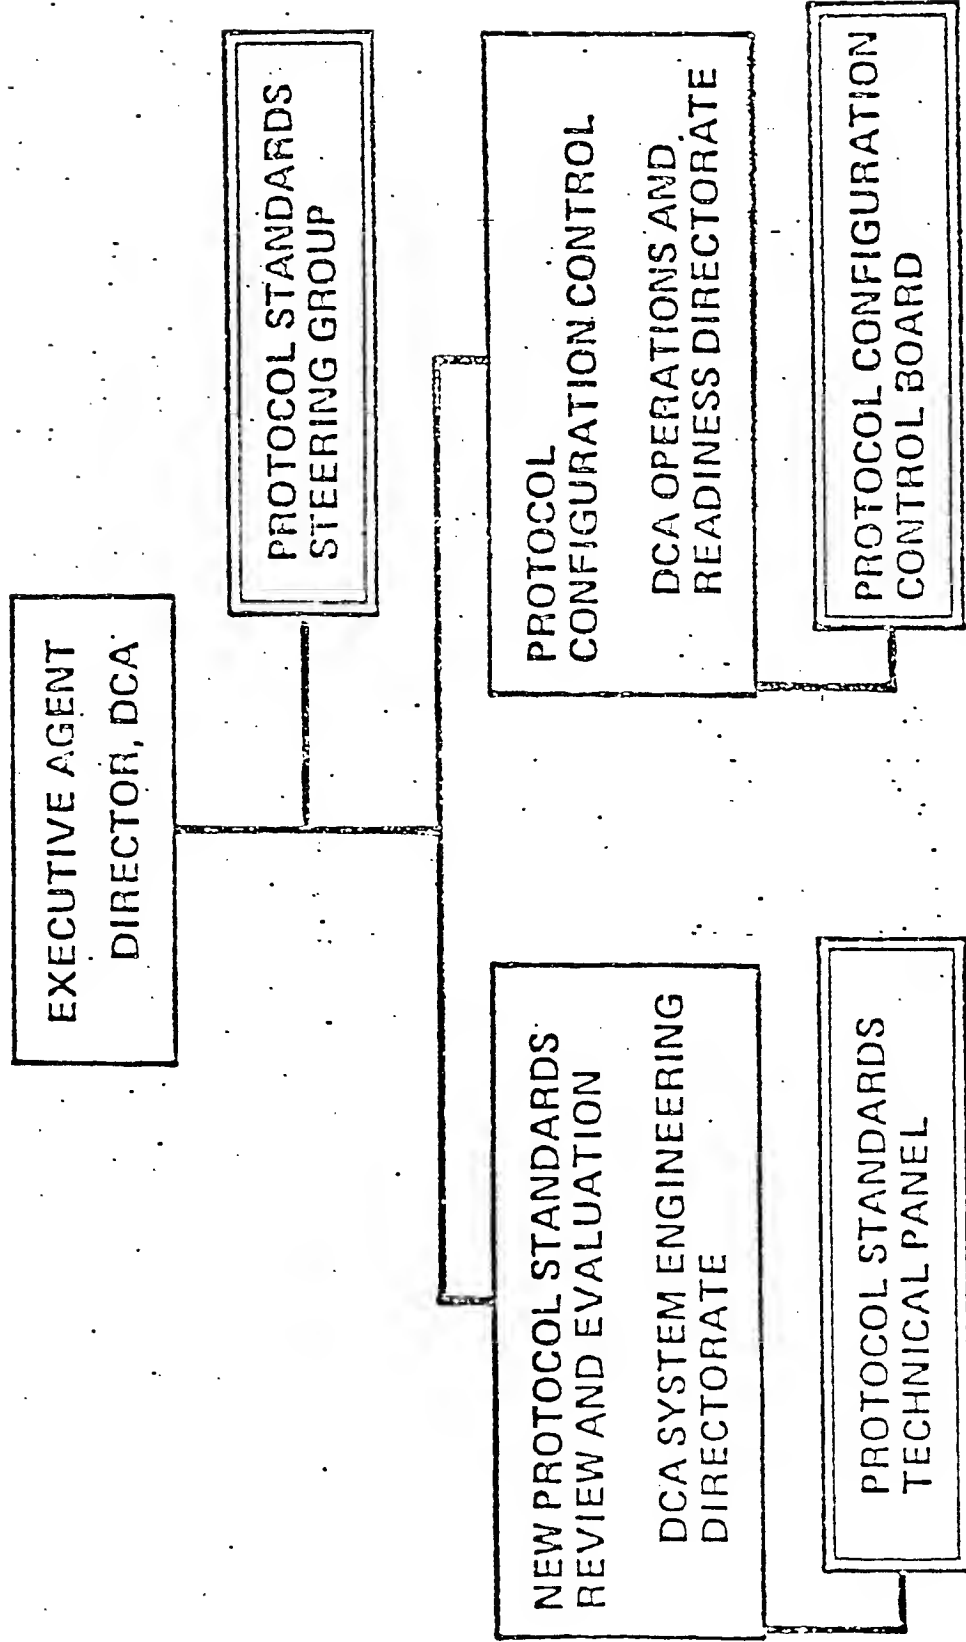 EXECUTIVE AGENT
DIRECTOR, DCA
PROTOCOL STANDARDS
STEERING GROUP
NEW PROTOCOL STANDARDS
REVIEW AND EVALUATION
DCA SYSTEM ENGINEERING
DIRECTORATE
PROTOCOL
CONFIGURATION CONTROL
DCA OPERATIONS AND
READINESS DIRECTORATE
PROTOCOL STANDARDS
TECHNICAL PANEL
PROTOCOL CONFIGURATION
CONTROL BOARD